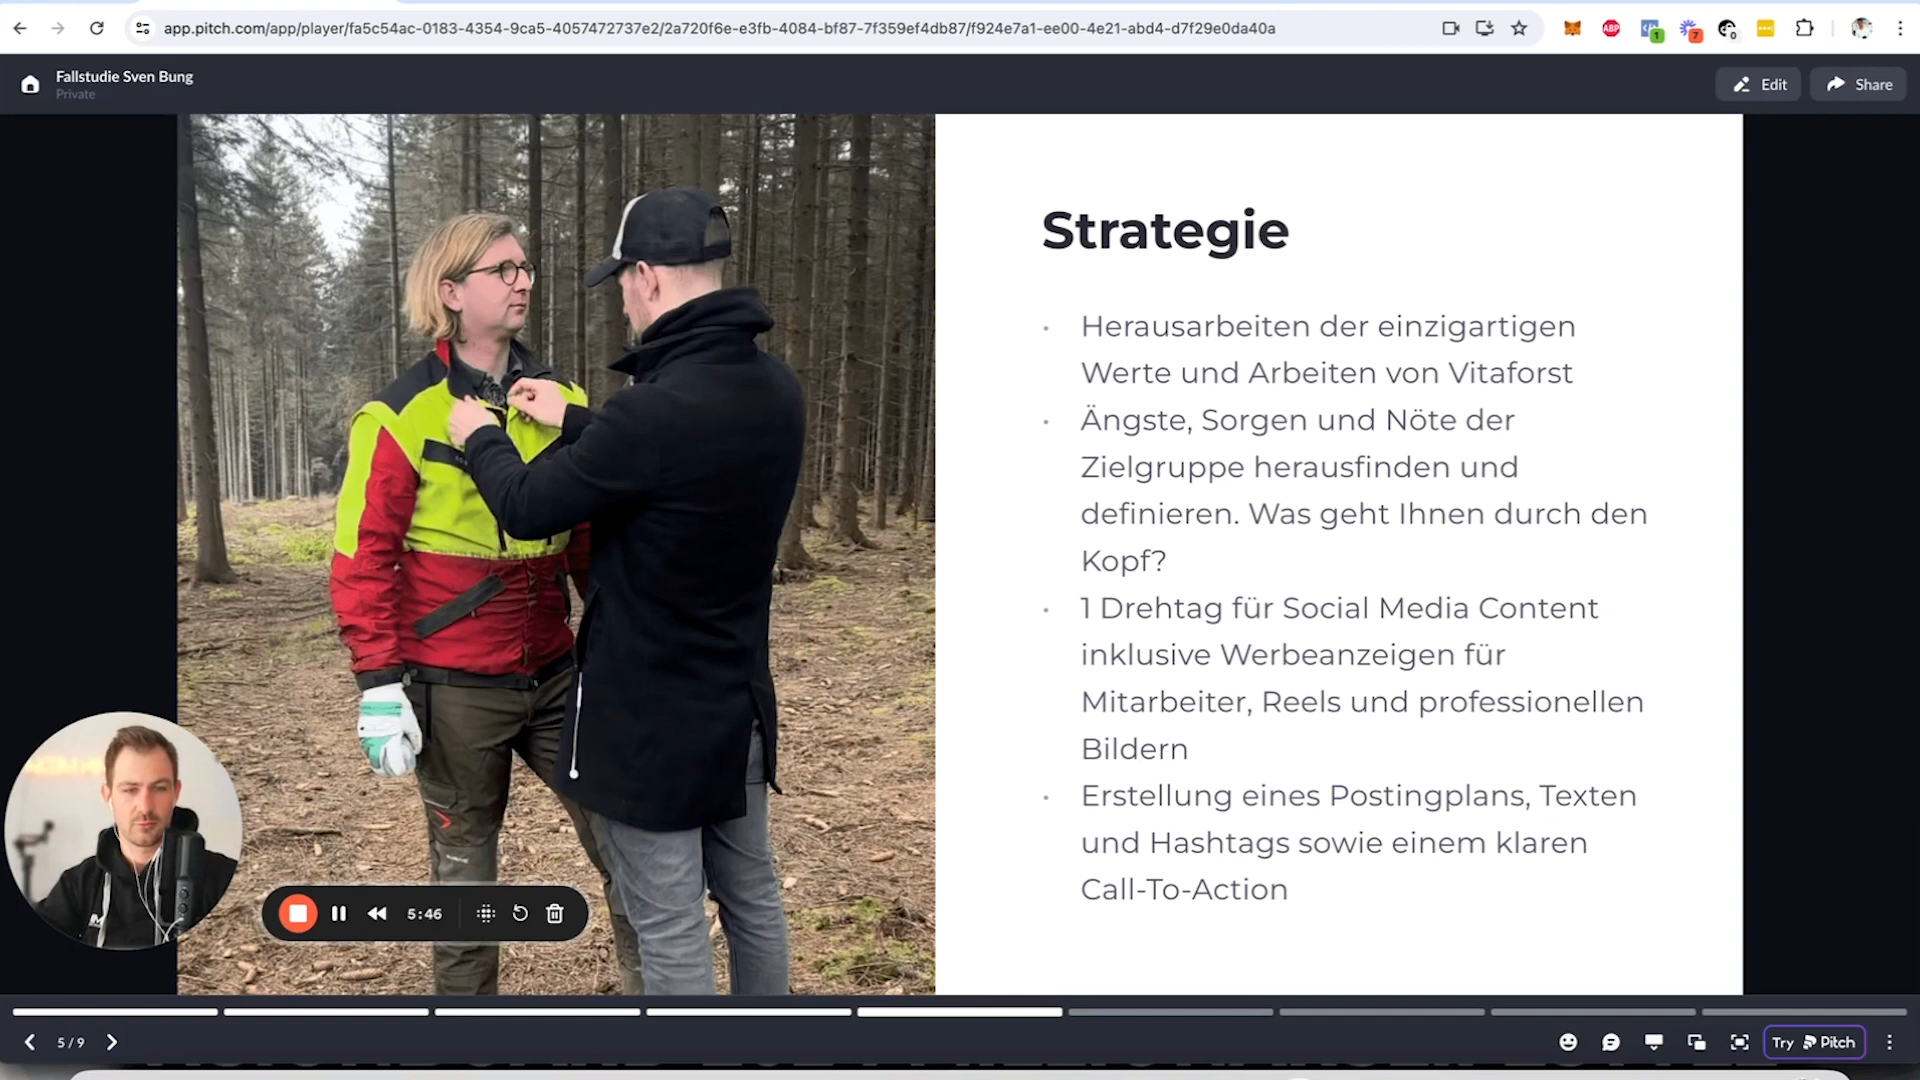 app.pitch.com/app/player/fa5c54ac-0183-4354-9ca5-4057472737e2/2a720f6e-e3fb-4084-bf87-7f359ef4db87/f924e7a1-ee00-4e21-abd4-d7f29e0da40a
ABP
1
7
0
Fallstudie Sven Bung
Private
Edit
Share
Strategie
• Herausarbeiten der einzigartigen
Werte und Arbeiten von Vitaforst
• Ängste, Sorgen und Nöte der
Zielgruppe herausfinden und
definieren. Was geht Ihnen durch den
Kopf?
• 1 Drehtag für Social Media Content
inklusive Werbeanzeigen für
Mitarbeiter, Reels und professionellen
Bildern
• Erstellung eines Postingplans, Texten
und Hashtags sowie einem klaren
Call-To-Action
5:46
5 / 9
Try Pitch